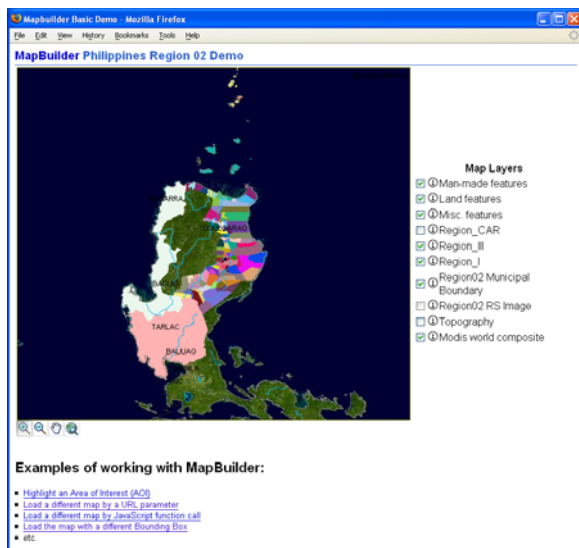 Mapbuilder Basic Demo - Mozilla Firefox
File Edit View History Bookmarks Tools Help
MapBuilder Philippines Region 02 Demo
Map Layers
Man-made features
Land features
Misc. features
Region_CAR
Region_III
Region_I
Region02 Municipal
Boundary
Region02 RS Image
Topography
Modis world composite
TARLAC
BALIUAG
Examples of working with MapBuilder:
Highlight an Area of Interest (AOI)
Load a different map by a URL parameter
Load a different map by JavaScript function call
Load the map with a different Bounding Box
etc.